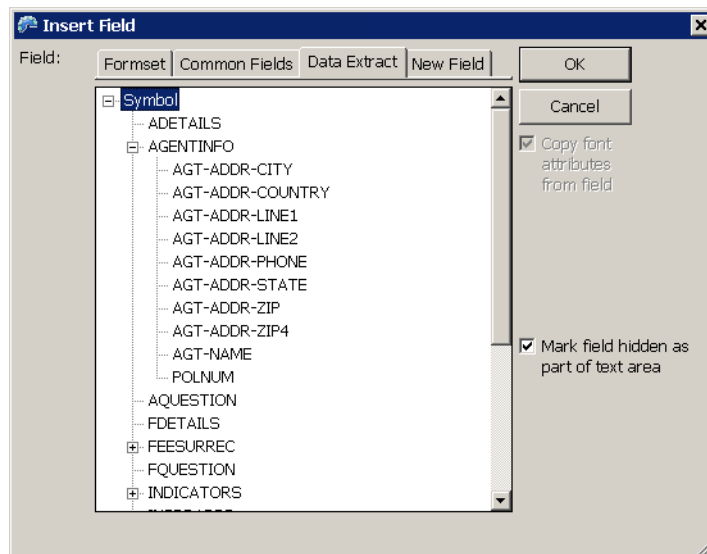 Insert Field
Field:
Formset
Common Fields
Data Extract
New Field
OK
Cancel
Copy font
attributes
from field
Mark field hidden as
part of text area
Symbol
ADETAILS
AGENTINFO
AGT-ADDR-CITY
AGT-ADDR-COUNTRY
AGT-ADDR-LINE1
AGT-ADDR-LINE2
AGT-ADDR-PHONE
AGT-ADDR-STATE
AGT-ADDR-ZIP
AGT-ADDR-ZIP4
AGT-NAME
POLNUM
AQUESTION
FDETAILS
FEESURREC
FQUESTION
INDICATORS